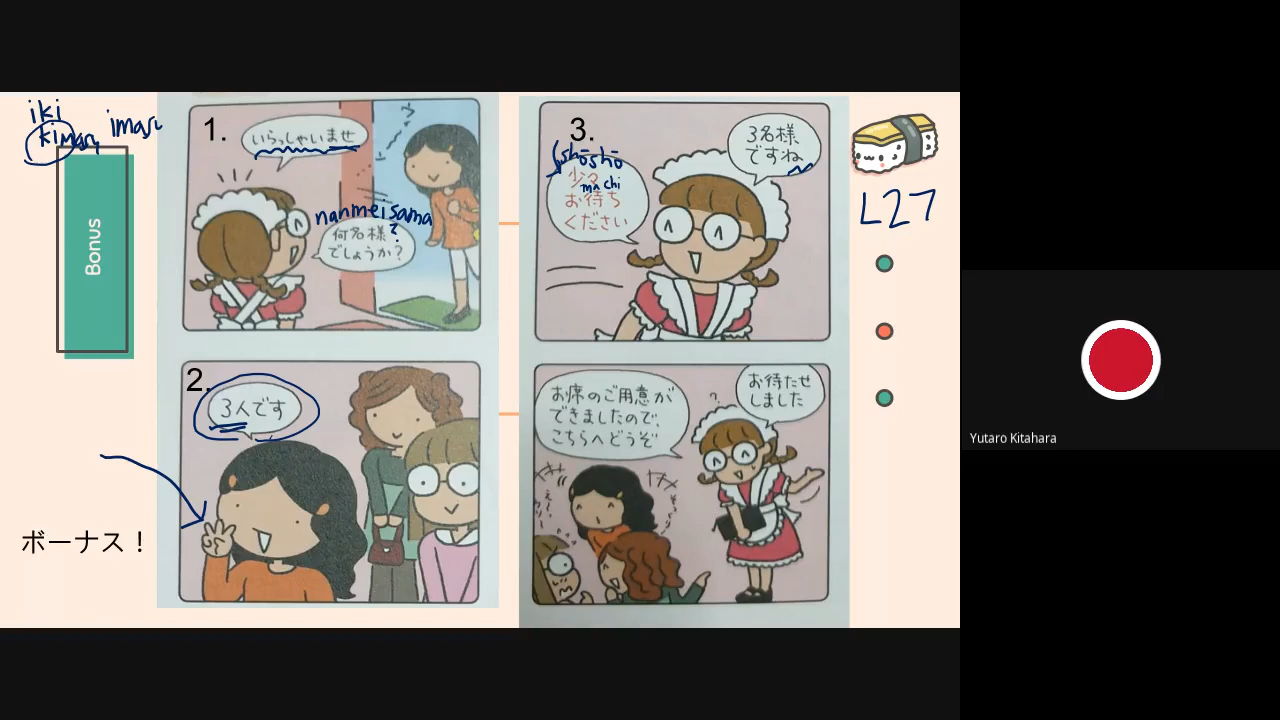 iki
kimasu
imasu
Bonus
ボーナス！
1.
いらっしゃいませ
nanmei sama
?
何名様
でしょうか？
2.
3人です
3.
3名様
ですね
shōshō
少々
machi
お待ち
ください
お席のご用意が
できましたので、
こちらへどうぞ
お待たせ
しました
L27
Yutaro Kitahara